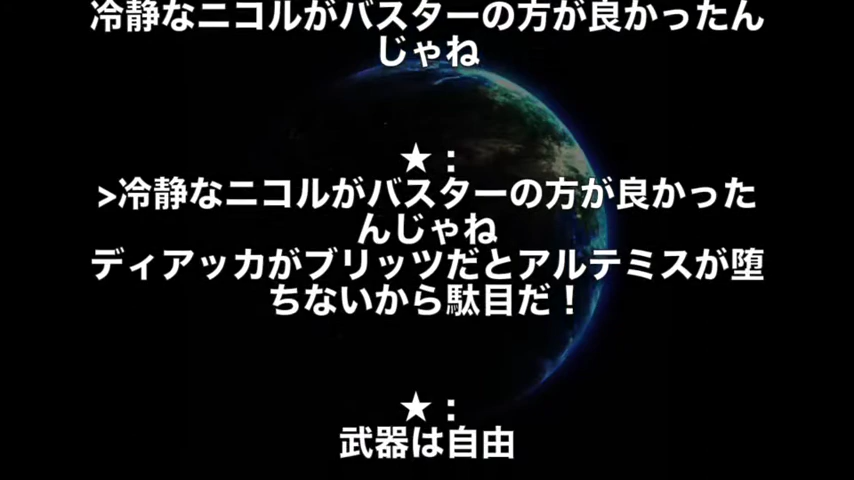 冷静なニコルがバスターの方が良かったん
じゃね
★：
>冷静なニコルがバスターの方が良かった
んじゃね
ディアッカがブリッツだとアルテミスが堕
ちないから駄目だ！
★：
武器は自由